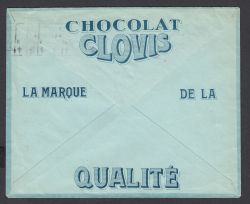 CHOCOLAT
CLOVIS
LA MARQUE DE LA
QUALITÉ